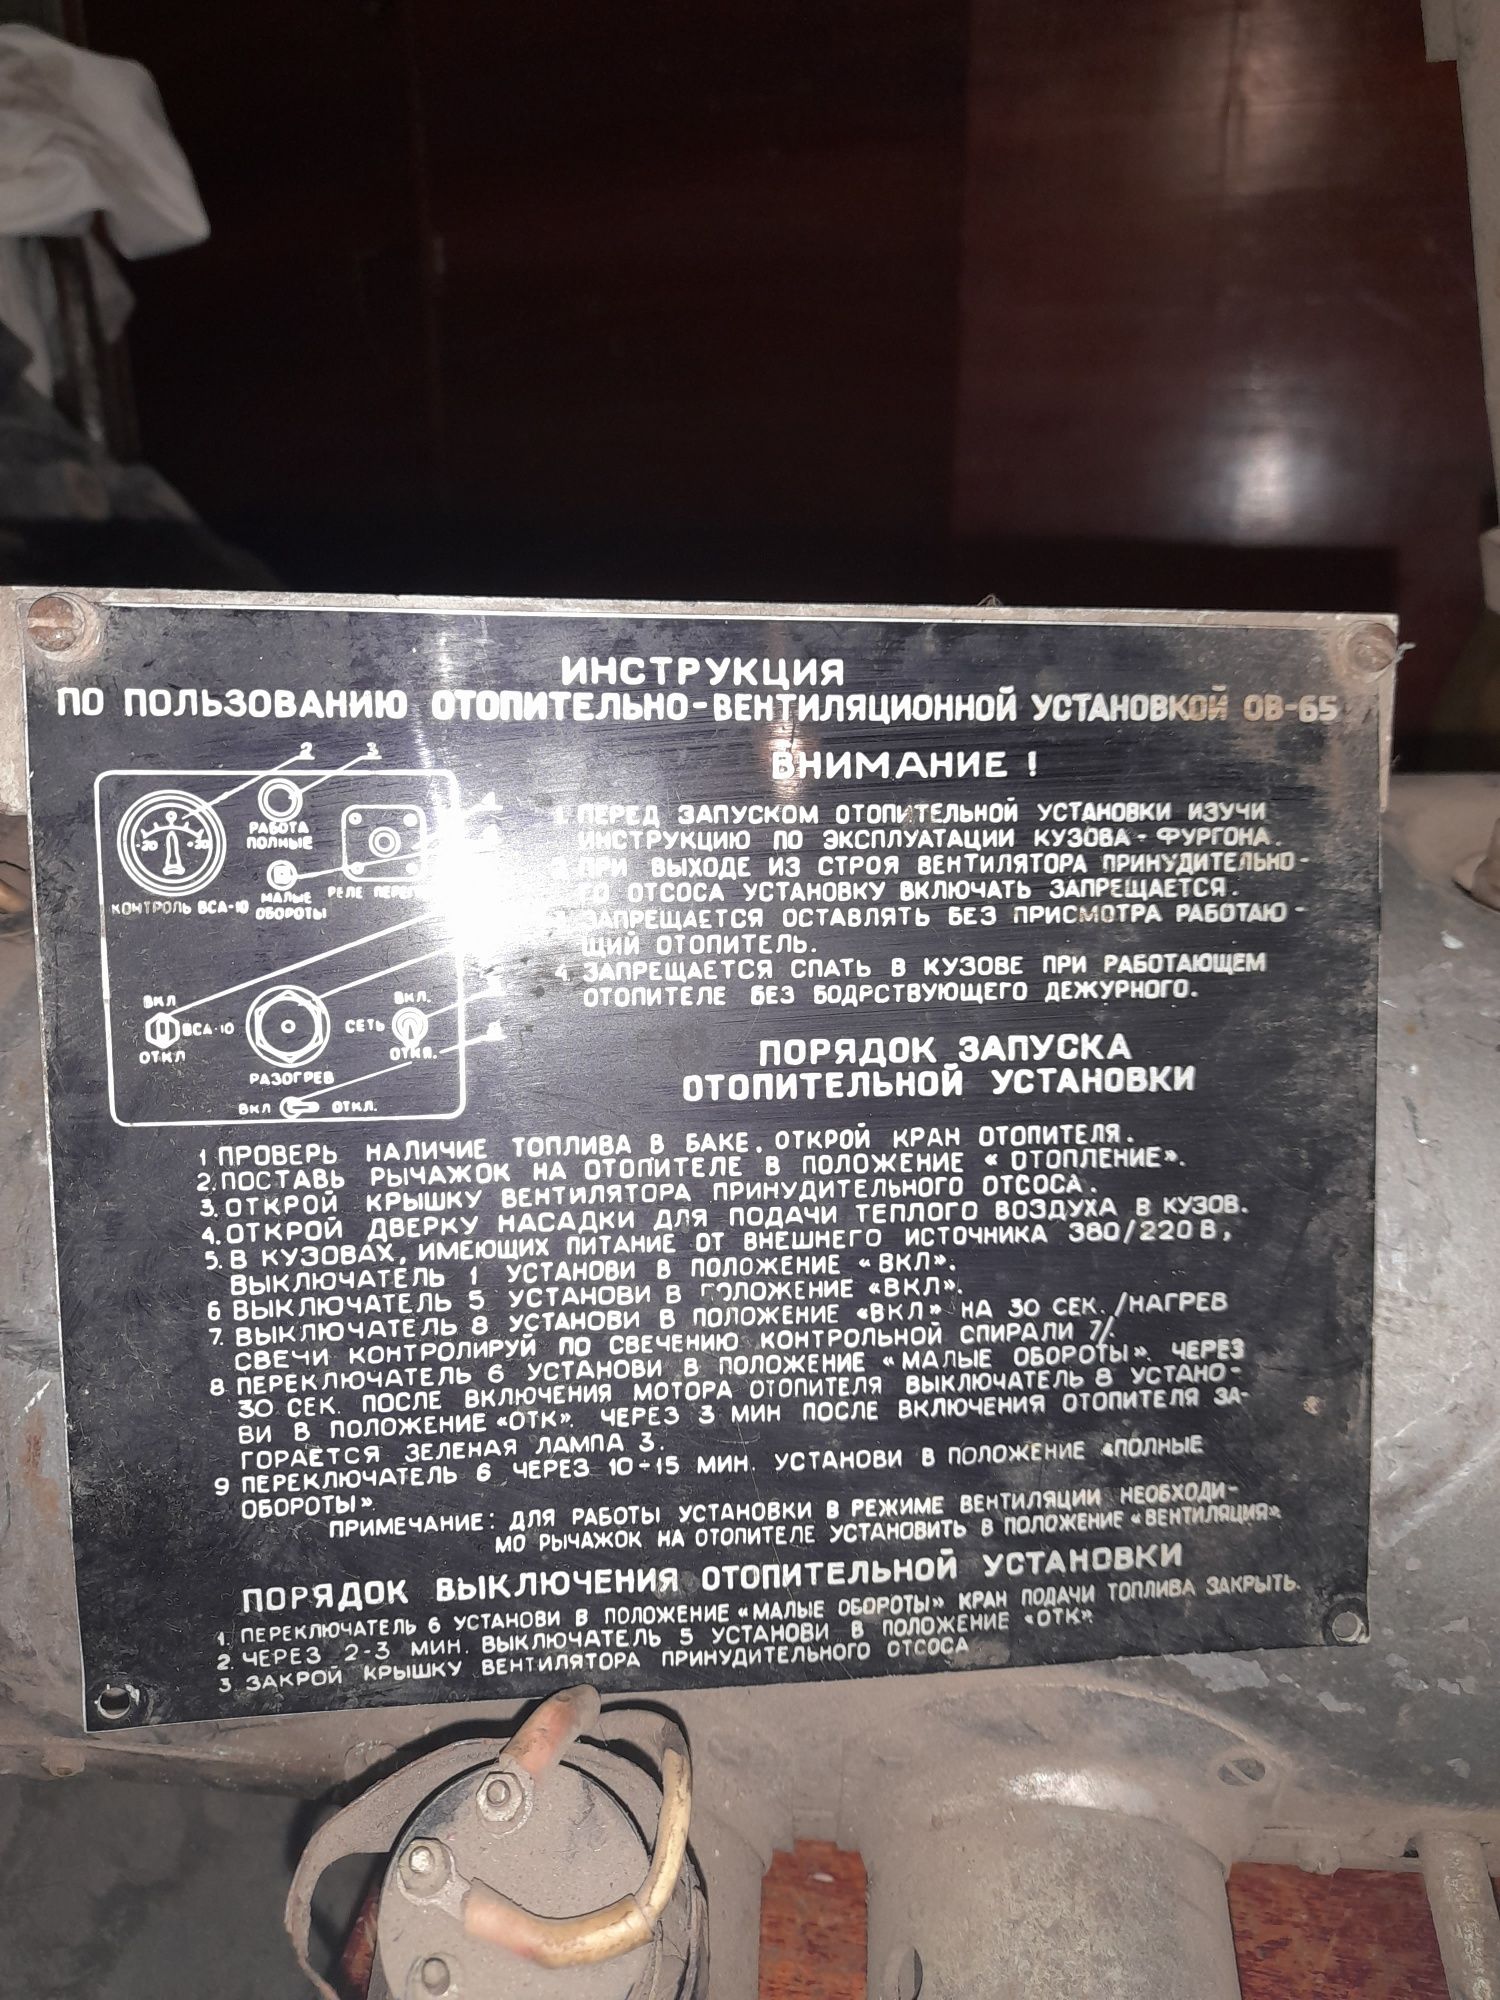 ИНСТРУКЦИЯ
ПО ПОЛЬЗОВАНИЮ ОТОПИТЕЛЬНО-ВЕНТИЛЯЦИОННОЙ УСТАНОВКОЙ ОВ-65
2 3
РАБОТА
ПОЛНЫЕ
-30 0 +30
КОНТРОЛЬ ВСА-10
МАЛЫЕ
ОБОРОТЫ
РЕЛЕ
ВКЛ
ВСА-10
ОТКЛ
РАЗОГРЕВ
ВКЛ.
СЕТЬ
ОТКЛ.
ВКЛ ОТКЛ.
ВНИМАНИЕ!
1. ПЕРЕД ЗАПУСКОМ ОТОПИТЕЛЬНОЙ УСТАНОВКИ ИЗУЧИ
ИНСТРУКЦИЮ ПО ЭКСПЛУАТАЦИИ КУЗОВА-ФУРГОНА.
2. ПРИ ВЫХОДЕ ИЗ СТРОЯ ВЕНТИЛЯТОРА ПРИНУДИТЕЛЬНО-
ГО ОТСОСА УСТАНОВКУ ВКЛЮЧАТЬ ЗАПРЕЩАЕТСЯ.
3. ЗАПРЕЩАЕТСЯ ОСТАВЛЯТЬ БЕЗ ПРИСМОТРА РАБОТАЮ-
ЩИЙ ОТОПИТЕЛЬ.
4. ЗАПРЕЩАЕТСЯ СПАТЬ В КУЗОВЕ ПРИ РАБОТАЮЩЕМ
ОТОПИТЕЛЕ БЕЗ БОДРСТВУЮЩЕГО ДЕЖУРНОГО.
ПОРЯДОК ЗАПУСКА
ОТОПИТЕЛЬНОЙ УСТАНОВКИ
1 ПРОВЕРЬ НАЛИЧИЕ ТОПЛИВА В БАКЕ. ОТКРОЙ КРАН ОТОПИТЕЛЯ.
2. ПОСТАВЬ РЫЧАЖОК НА ОТОПИТЕЛЕ В ПОЛОЖЕНИЕ «ОТОПЛЕНИЕ».
3. ОТКРОЙ КРЫШКУ ВЕНТИЛЯТОРА ПРИНУДИТЕЛЬНОГО ОТСОСА.
4. ОТКРОЙ ДВЕРКУ НАСАДКИ ДЛЯ ПОДАЧИ ТЕПЛОГО ВОЗДУХА В КУЗОВ.
5. В КУЗОВАХ, ИМЕЮЩИХ ПИТАНИЕ ОТ ВНЕШНЕГО ИСТОЧНИКА 380/220 В,
ВЫКЛЮЧАТЕЛЬ 1 УСТАНОВИ В ПОЛОЖЕНИЕ «ВКЛ».
6 ВЫКЛЮЧАТЕЛЬ 5 УСТАНОВИ В ПОЛОЖЕНИЕ «ВКЛ».
7. ВЫКЛЮЧАТЕЛЬ 8 УСТАНОВИ В ПОЛОЖЕНИЕ «ВКЛ» НА 30 СЕК. /НАГРЕВ
СВЕЧИ КОНТРОЛИРУЙ ПО СВЕЧЕНИЮ КОНТРОЛЬНОЙ СПИРАЛИ 7/.
8 ПЕРЕКЛЮЧАТЕЛЬ 6 УСТАНОВИ В ПОЛОЖЕНИЕ «МАЛЫЕ ОБОРОТЫ». ЧЕРЕЗ
30 СЕК. ПОСЛЕ ВКЛЮЧЕНИЯ МОТОРА ОТОПИТЕЛЯ ВЫКЛЮЧАТЕЛЬ 8 УСТАНО-
ВИ В ПОЛОЖЕНИЕ «ОТК». ЧЕРЕЗ 3 МИН ПОСЛЕ ВКЛЮЧЕНИЯ ОТОПИТЕЛЯ ЗА-
ГОРАЕТСЯ ЗЕЛЕНАЯ ЛАМПА 3.
9 ПЕРЕКЛЮЧАТЕЛЬ 6 ЧЕРЕЗ 10÷15 МИН. УСТАНОВИ В ПОЛОЖЕНИЕ «ПОЛНЫЕ
ОБОРОТЫ».
ПРИМЕЧАНИЕ: ДЛЯ РАБОТЫ УСТАНОВКИ В РЕЖИМЕ ВЕНТИЛЯЦИИ НЕОБХОДИ-
МО РЫЧАЖОК НА ОТОПИТЕЛЕ УСТАНОВИТЬ В ПОЛОЖЕНИЕ «ВЕНТИЛЯЦИЯ».
ПОРЯДОК ВЫКЛЮЧЕНИЯ ОТОПИТЕЛЬНОЙ УСТАНОВКИ
1. ПЕРЕКЛЮЧАТЕЛЬ 6 УСТАНОВИ В ПОЛОЖЕНИЕ «МАЛЫЕ ОБОРОТЫ» КРАН ПОДАЧИ ТОПЛИВА ЗАКРЫТЬ.
2. ЧЕРЕЗ 2-3 МИН. ВЫКЛЮЧАТЕЛЬ 5 УСТАНОВИ В ПОЛОЖЕНИЕ «ОТК».
3 ЗАКРОЙ КРЫШКУ ВЕНТИЛЯТОРА ПРИНУДИТЕЛЬНОГО ОТСОСА